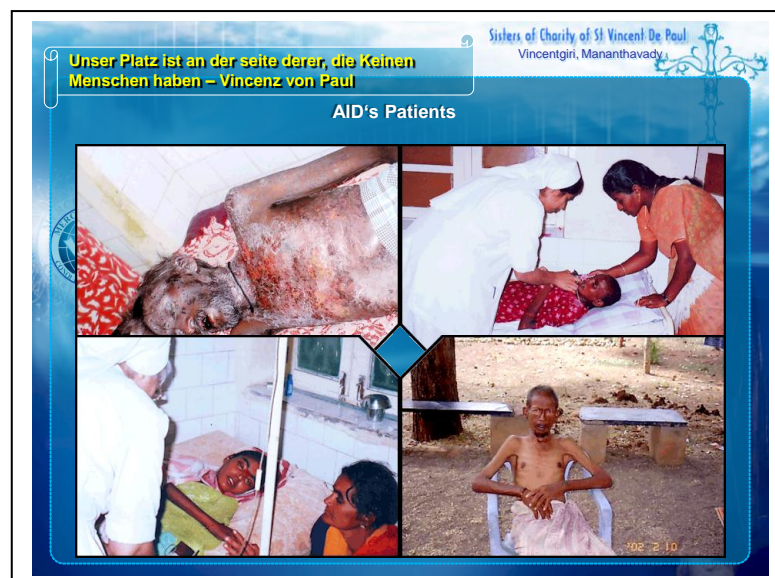 Sisters of Charity of St Vincent De Paul
Vincentgiri, Mananthavady
Unser Platz ist an der seite derer, die Keinen
Menschen haben – Vincenz von Paul
AID‘s Patients
'02 2 10